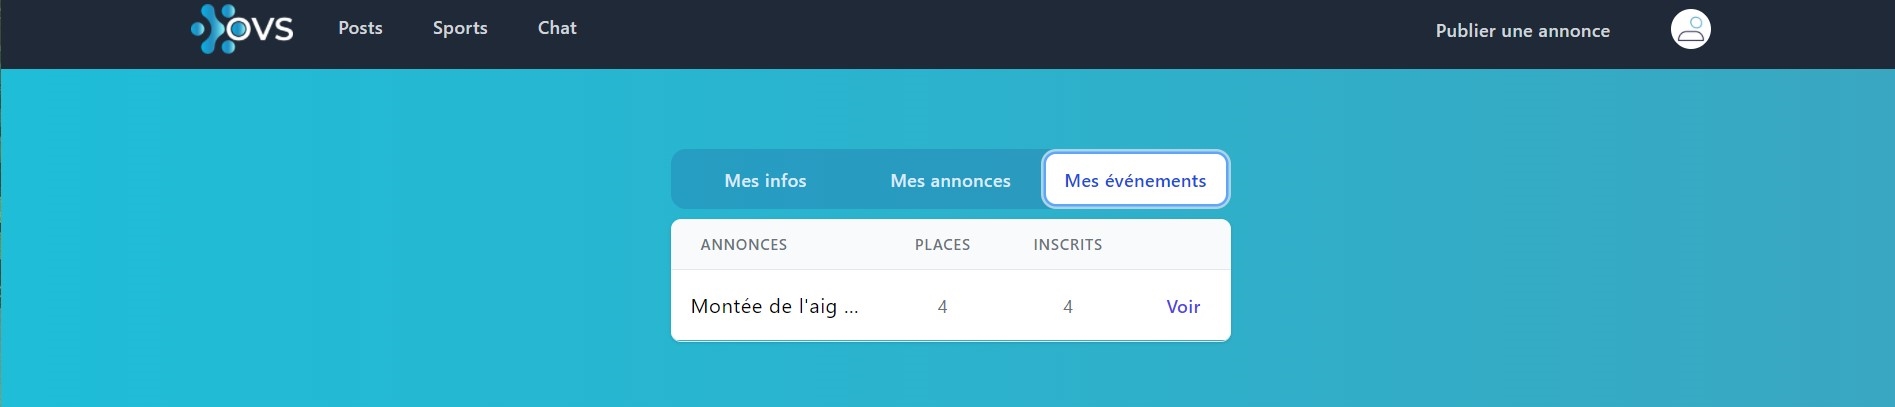 OVS Posts Sports Chat Publier une annonce
Mes infos Mes annonces Mes événements
ANNONCES PLACES INSCRITS
Montée de l'aig ... 4 4 Voir